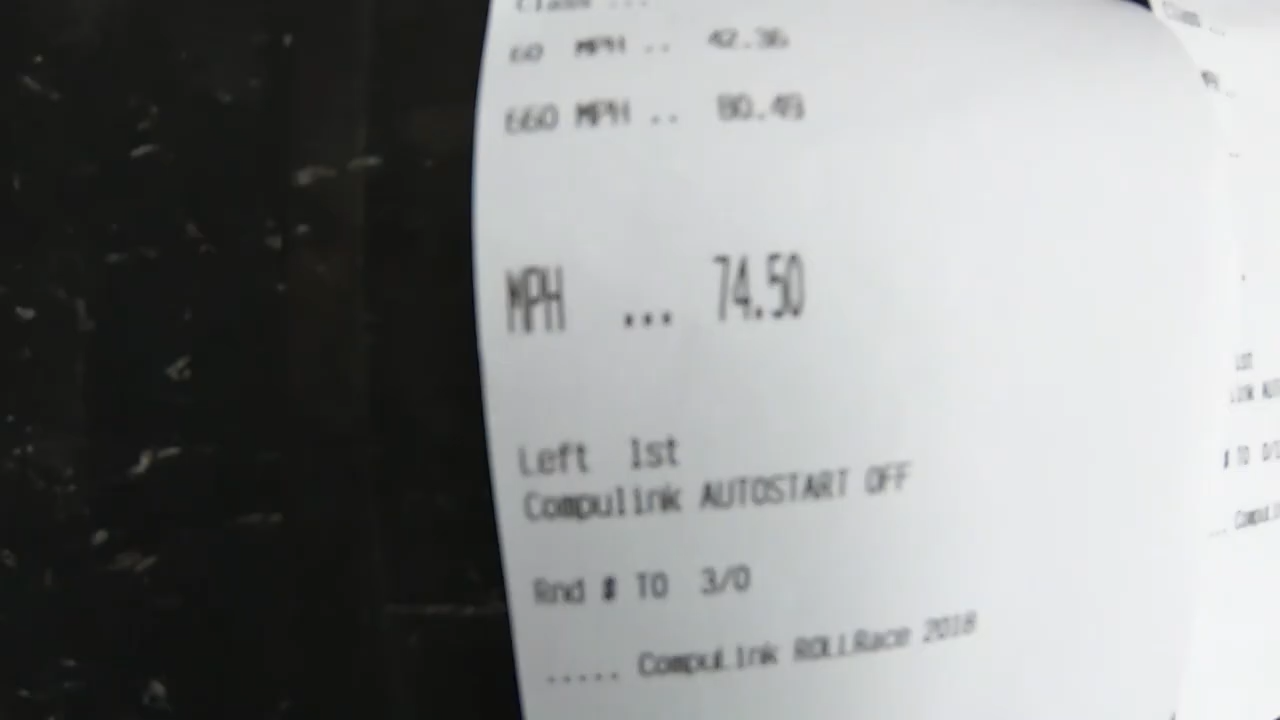 Class ...
60 MPH .. 42.36
660 MPH .. 80.49
MPH ... 74.50
Left 1st
Compulink AUTOSTART OFF
Rnd # TO 3/0
..... CompuLink ROLLRace 2018